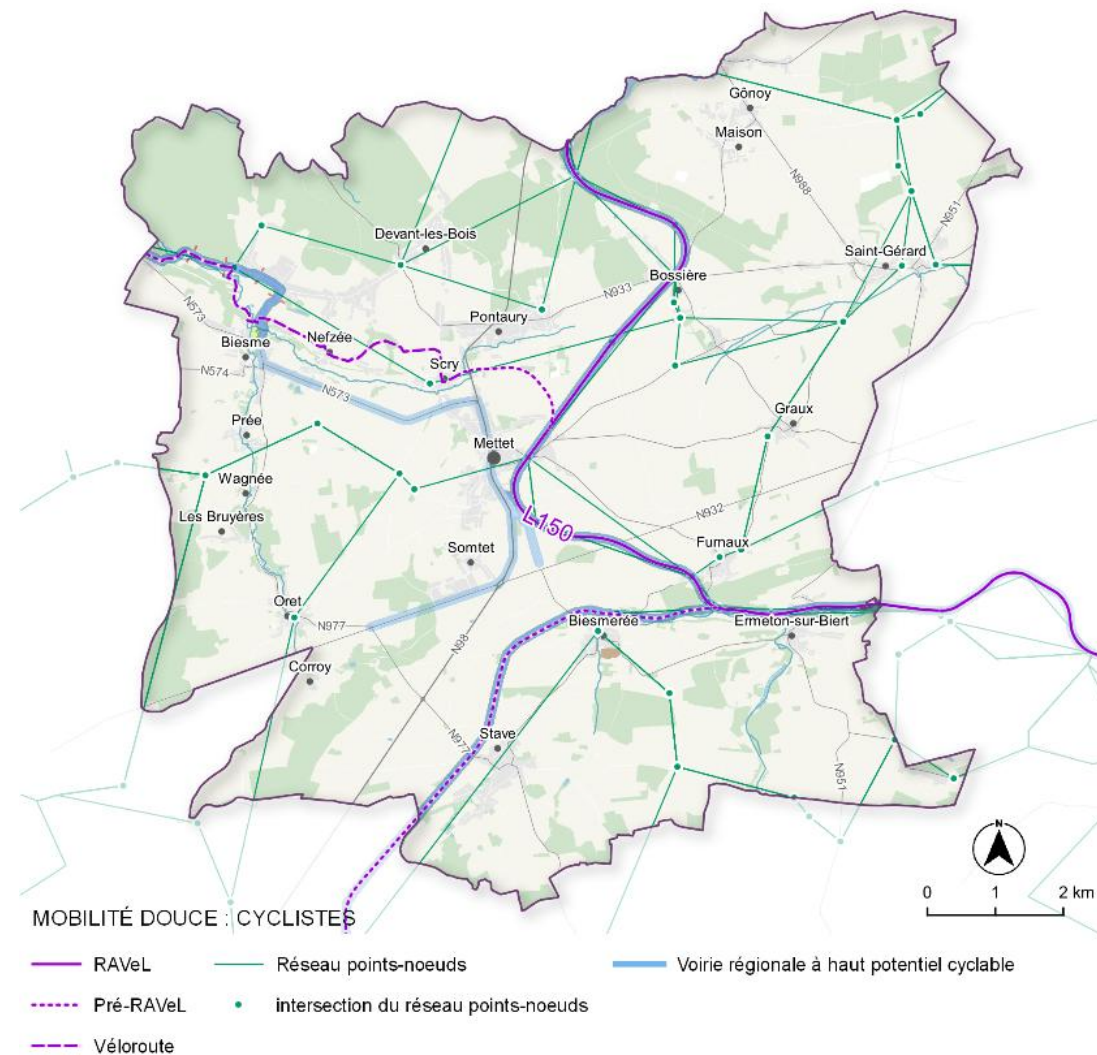 Gônoy
Maison
N988
N951
Devant-les-Bois
Saint-Gérard
Bossière
N933
N573
Pontaury
Nefzée
Biesme
Scry
N574
N573
Graux
Prée
Mettet
Wagnée
Les Bruyères
L150
N932
Furnaux
Somtet
Oret
N977
Biesmerée
Ermeton-sur-Biert
N98
Corroy
Stave
N977
N951
N
0 1 2 km
MOBILITÉ DOUCE : CYCLISTES
RAVeL Réseau points-noeuds Voirie régionale à haut potentiel cyclable
Pré-RAVeL intersection du réseau points-noeuds
Véloroute